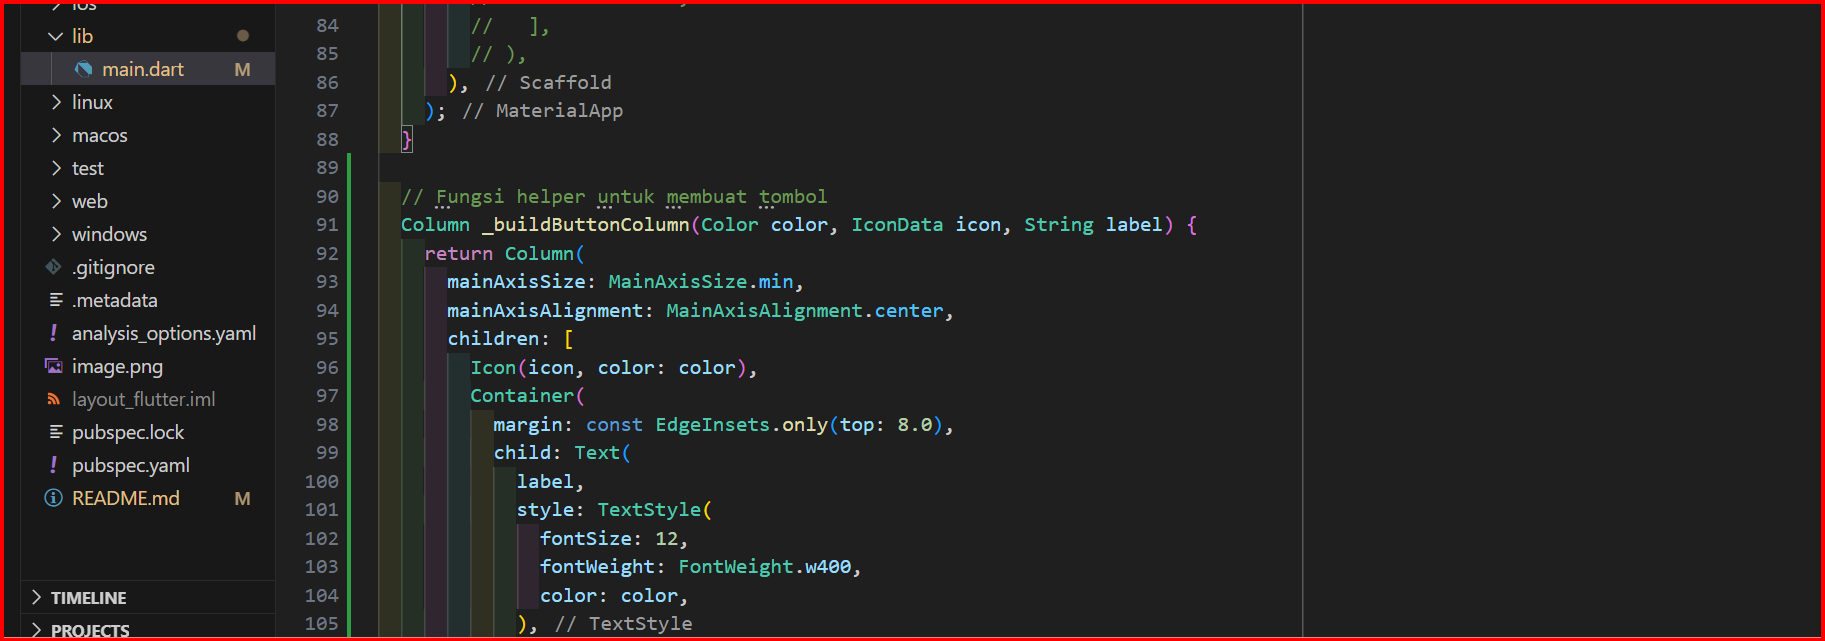 ios
lib
main.dart M
linux
macos
test
web
windows
.gitignore
.metadata
analysis_options.yaml
image.png
layout_flutter.iml
pubspec.lock
pubspec.yaml
README.md M
TIMELINE
PROJECTS
84 // ],
85 // ),
86 ), // Scaffold
87 ); // MaterialApp
88 }
89
90 // Fungsi helper untuk membuat tombol
91 Column _buildButtonColumn(Color color, IconData icon, String label) {
92 return Column(
93 mainAxisSize: MainAxisSize.min,
94 mainAxisAlignment: MainAxisAlignment.center,
95 children: [
96 Icon(icon, color: color),
97 Container(
98 margin: const EdgeInsets.only(top: 8.0),
99 child: Text(
100 label,
101 style: TextStyle(
102 fontSize: 12,
103 fontWeight: FontWeight.w400,
104 color: color,
105 ), // TextStyle